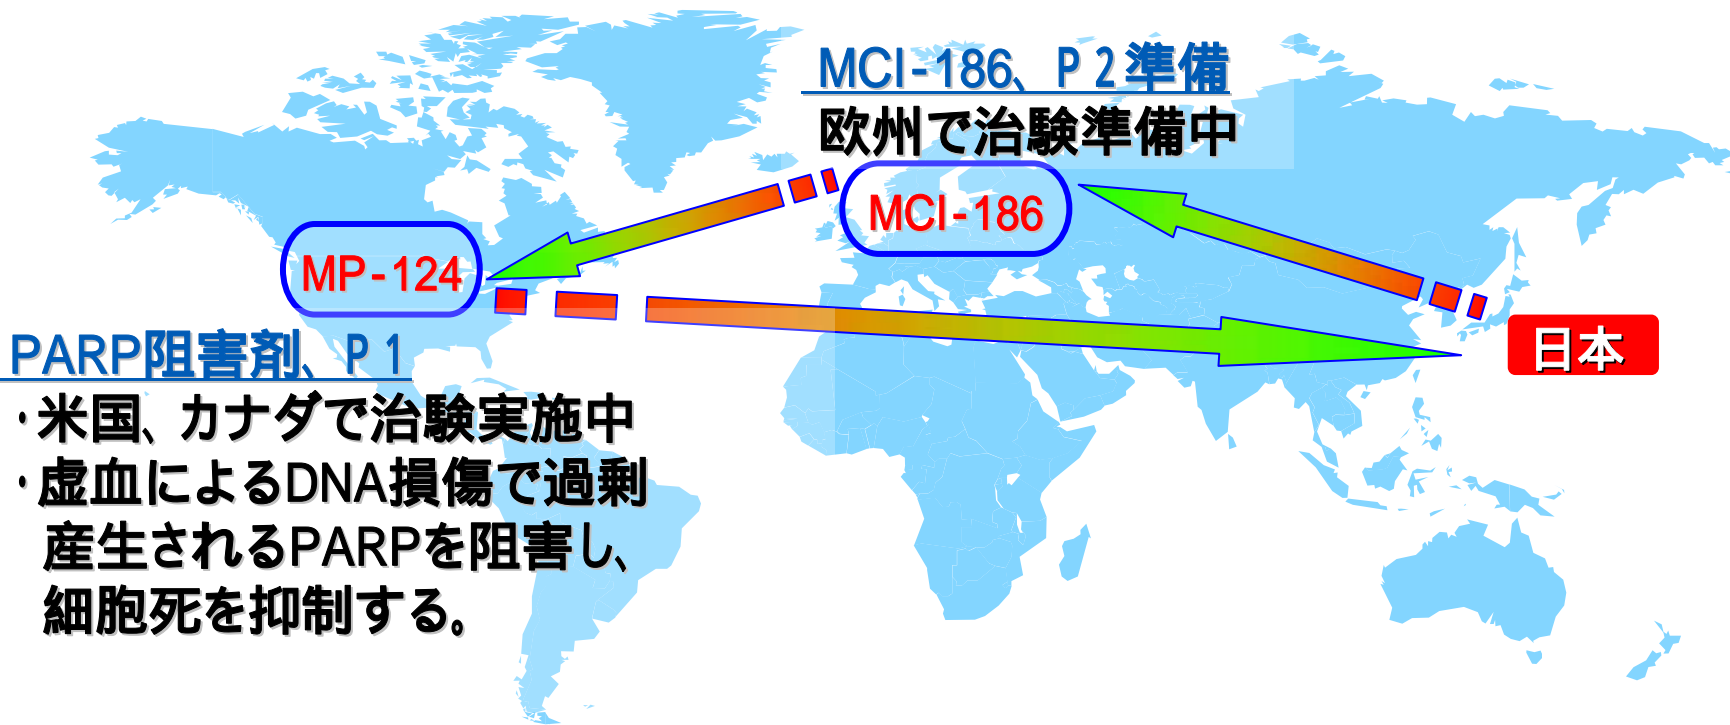 MCI-186、P2準備
欧州で治験準備中
MCI-186
MP-124
日本
PARP阻害剤、P1
・米国、カナダで治験実施中
・虚血によるDNA損傷で過剰
産生されるPARPを阻害し、
細胞死を抑制する。